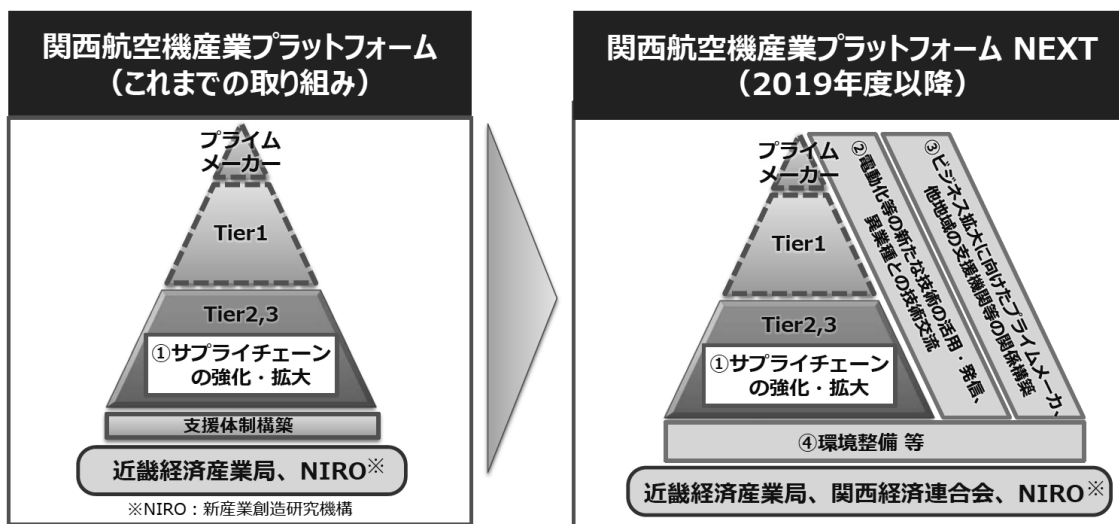 関西航空機産業プラットフォーム
（これまでの取り組み）
プライム
メーカー
Tier1
Tier2,3
①サプライチェーン
の強化・拡大
支援体制構築
近畿経済産業局、NIRO※
※NIRO：新産業創造研究機構
関西航空機産業プラットフォーム NEXT
（2019年度以降）
プライム
メーカー
Tier1
Tier2,3
①サプライチェーン
の強化・拡大
②電動化等の新たな技術の活用・発信、
異業種との技術交流
③ビジネス拡大に向けたプライムメーカ、
他地域の支援機関等の関係構築
④環境整備 等
近畿経済産業局、関西経済連合会、NIRO※